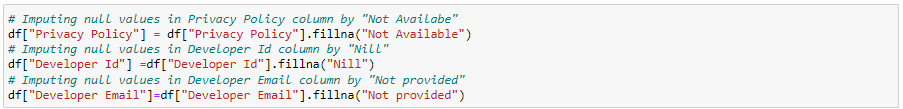 # Imputing null values in Privacy Policy column by "Not Availabe"
df["Privacy Policy"] = df["Privacy Policy"].fillna("Not Available")
# Imputing null values in Developer Id column by "Nill"
df["Developer Id"] =df["Developer Id"].fillna("Nill")
# Imputing null values in Developer Email column by "Not provided"
df["Developer Email"]=df["Developer Email"].fillna("Not provided")